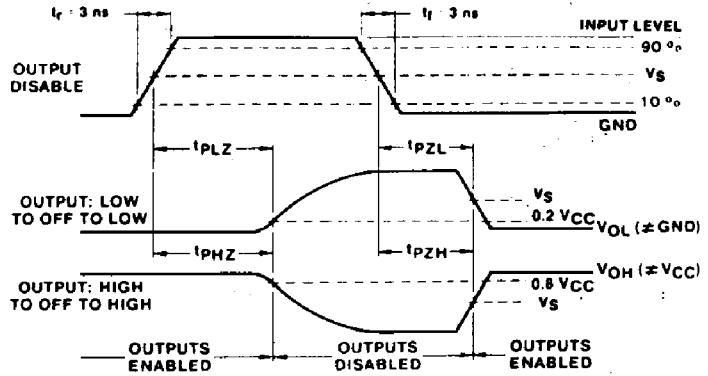 tr = 3 ns
tf = 3 ns
INPUT LEVEL
90 %
OUTPUT
DISABLE
VS
10 %
GND
tPLZ
tPZL
OUTPUT: LOW
TO OFF TO LOW
VS
0.2 VCC
VOL (≠ GND)
tPHZ
tPZH
OUTPUT: HIGH
TO OFF TO HIGH
VOH (≠ VCC)
0.8 VCC
VS
OUTPUTS
ENABLED
OUTPUTS
DISABLED
OUTPUTS
ENABLED